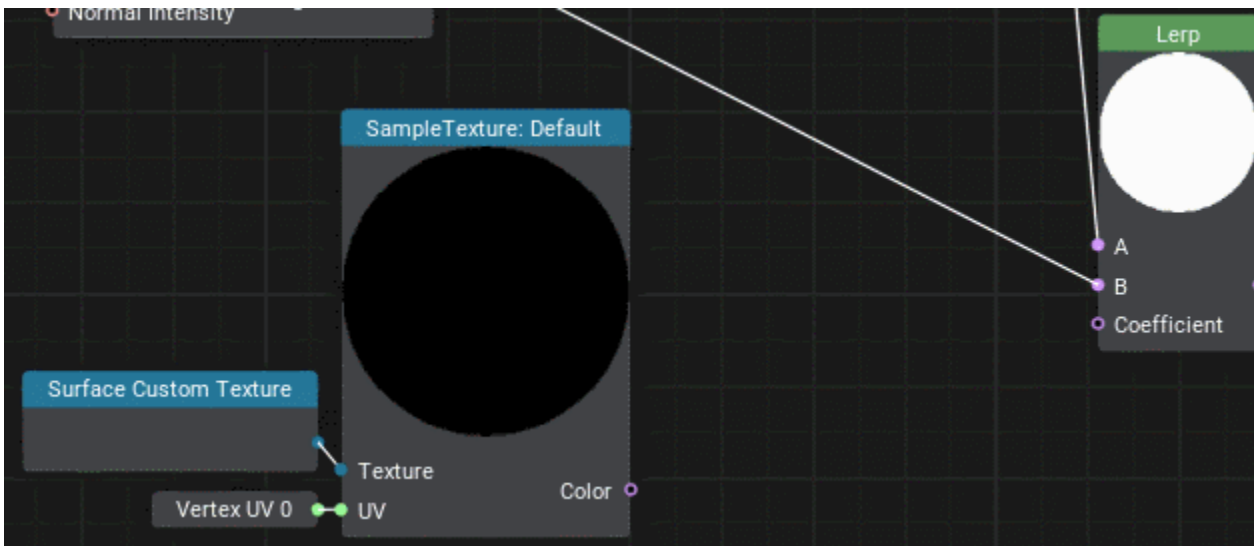 Normal Intensity
Lerp
SampleTexture: Default
A
B
Coefficient
Surface Custom Texture
Texture
Color
Vertex UV 0
UV